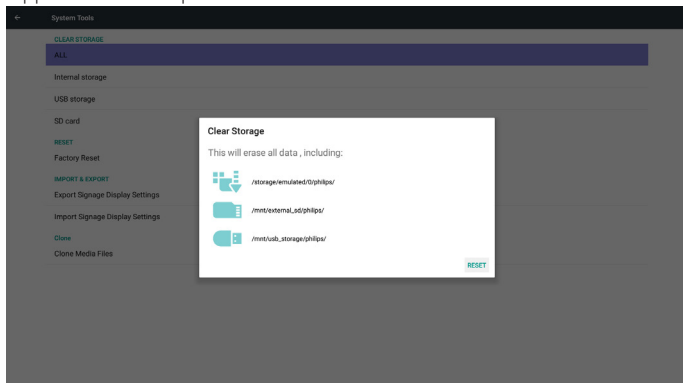 System Tools
CLEAR STORAGE
ALL
Internal storage
USB storage
SD card
RESET
Factory Reset
IMPORT & EXPORT
Export Signage Display Settings
Import Signage Display Settings
Clone
Clone Media Files
Clear Storage
This will erase all data , including:
/storage/emulated/0/philips/
/mnt/external_sd/philips/
/mnt/usb_storage/philips/
RESET